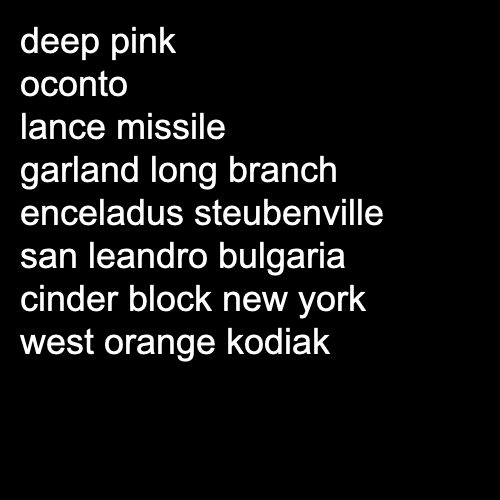 deep pink
oconto
lance missile
garland long branch
enceladus steubenville
san leandro bulgaria
cinder block new york
west orange kodiak